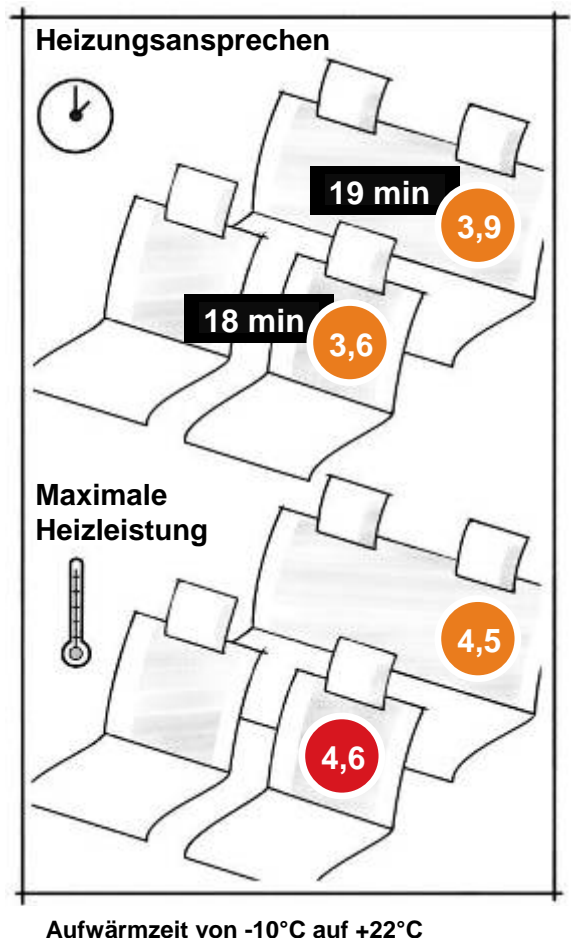 Heizungsansprechen
19 min
3,9
18 min
3,6
Maximale
Heizleistung
4,5
4,6
Aufwärmzeit von -10°C auf +22°C